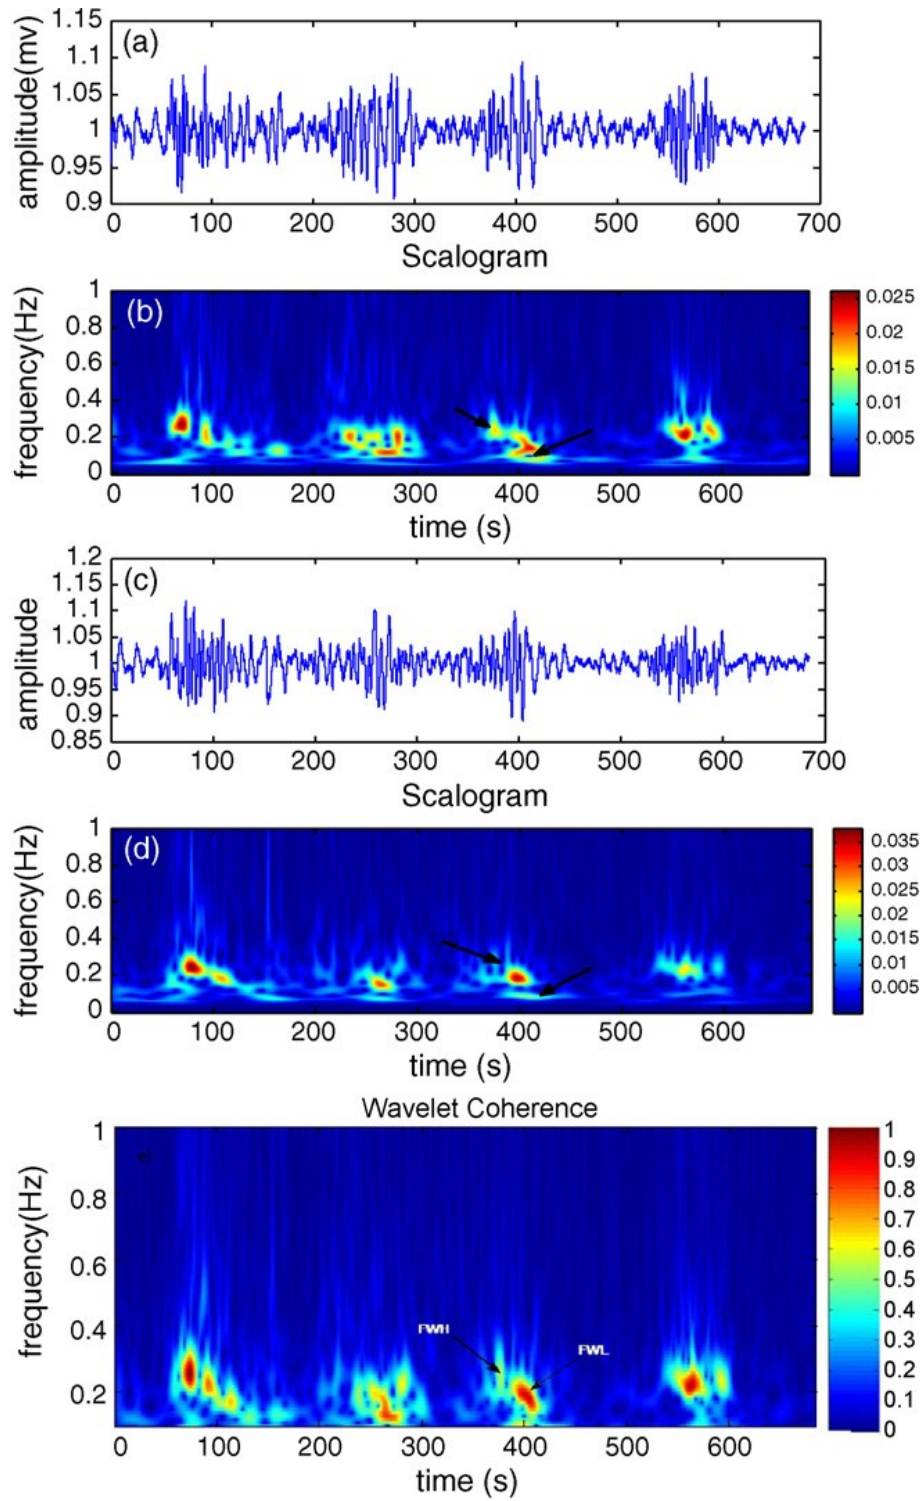 (a)
amplitude(mv)
1.15
1.1
1.05
1
0.95
0.9
0 100 200 300 400 500 600 700
Scalogram
(b)
frequency(Hz)
1
0.8
0.6
0.4
0.2
0
0 100 200 300 400 500 600
time (s)
0.025
0.02
0.015
0.01
0.005
(c)
amplitude
1.2
1.15
1.1
1.05
1
0.95
0.9
0.85
0 100 200 300 400 500 600 700
Scalogram
(d)
frequency(Hz)
1
0.8
0.6
0.4
0.2
0
0 100 200 300 400 500 600
time (s)
0.035
0.03
0.025
0.02
0.015
0.01
0.005
Wavelet Coherence
e)
frequency(Hz)
1
0.8
0.6
0.4
0.2
FWH
FWL
0 100 200 300 400 500 600
time (s)
1
0.9
0.8
0.7
0.6
0.5
0.4
0.3
0.2
0.1
0